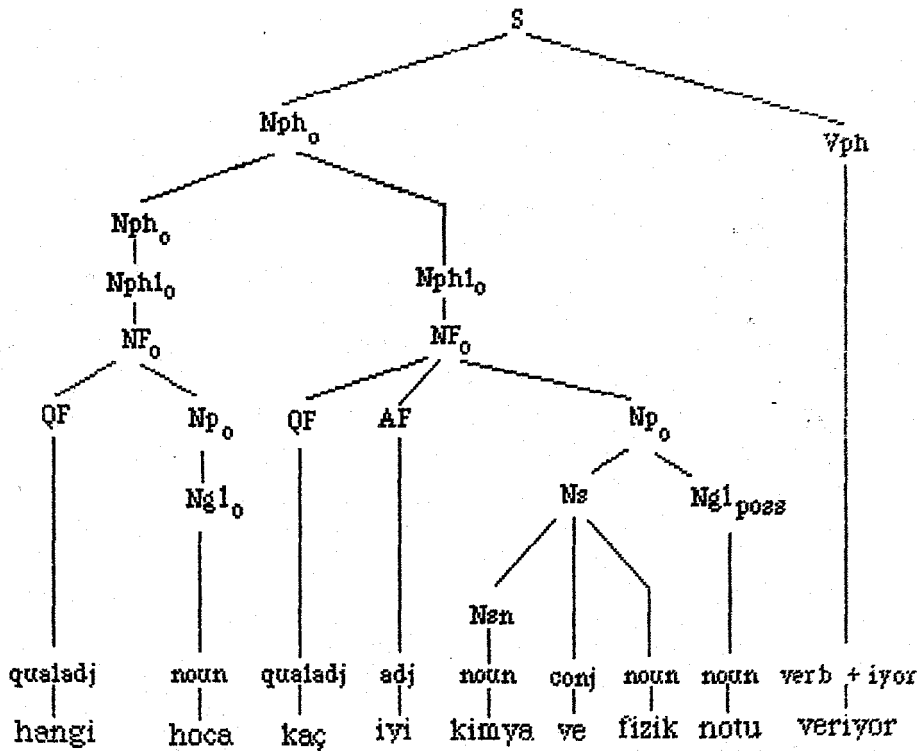 S
Nph₀ Vph
Nph₀
Nph1₀ Nph1₀
NF₀ NF₀
QF Np₀ QF AF Np₀
Ng1₀ Ns Ng1poss
Nsn
qualadj noun qualadj adj noun conj noun noun verb + iyor
hangi hoca kaç iyi kimya ve fizik notu veriyor